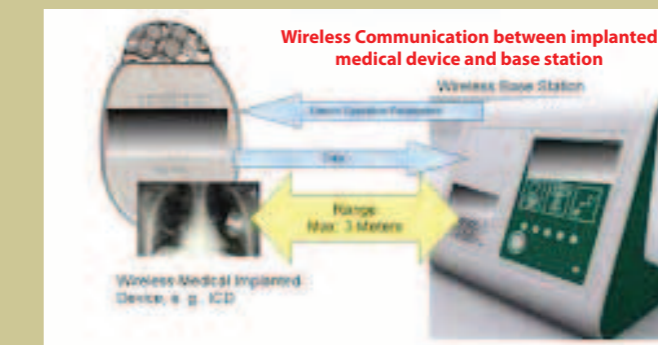 Wireless Communication between implanted
medical device and base station
Wireless Base Station
Data
Range
Max: 3 Meters
Wireless Medical Implanted
Device, e. g. ICD